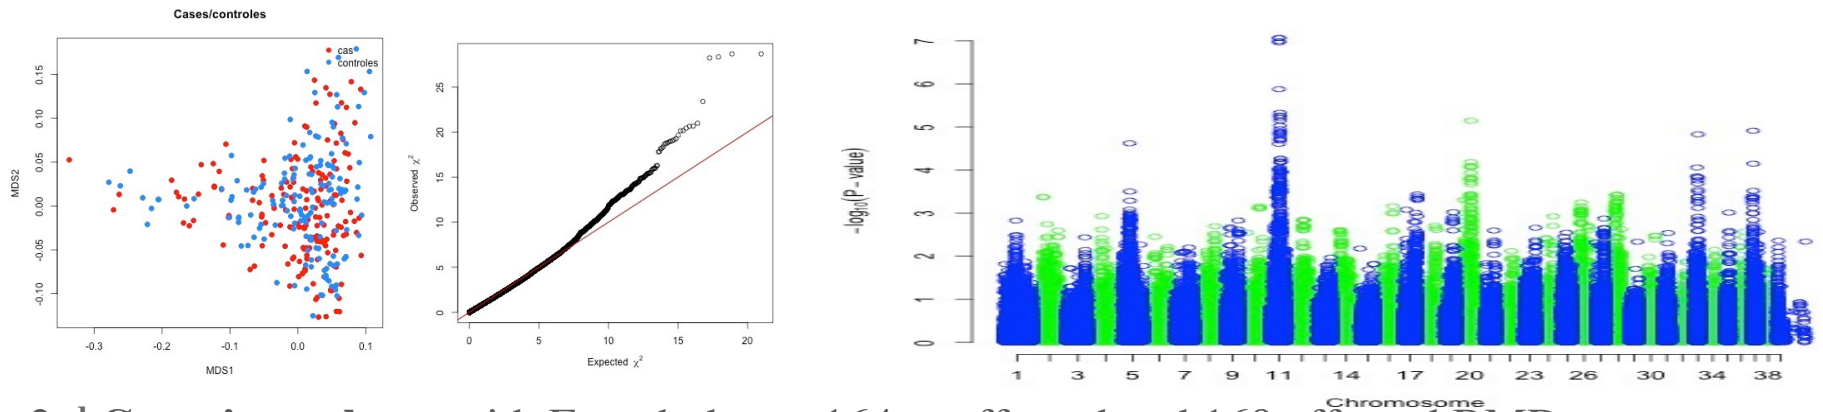 Cases/controles
cas
controles
0.15
0.10
0.05
0.00
-0.05
-0.10
MDS2
-0.3 -0.2 -0.1 0.0 0.1
MDS1
25
20
15
10
5
0
Observed χ²
0 5 10 15 20
Expected χ²
7
6
5
4
3
2
1
0
-log10(P-value)
1 3 5 7 9 11 14 17 20 23 26 30 34 38
Chromosome